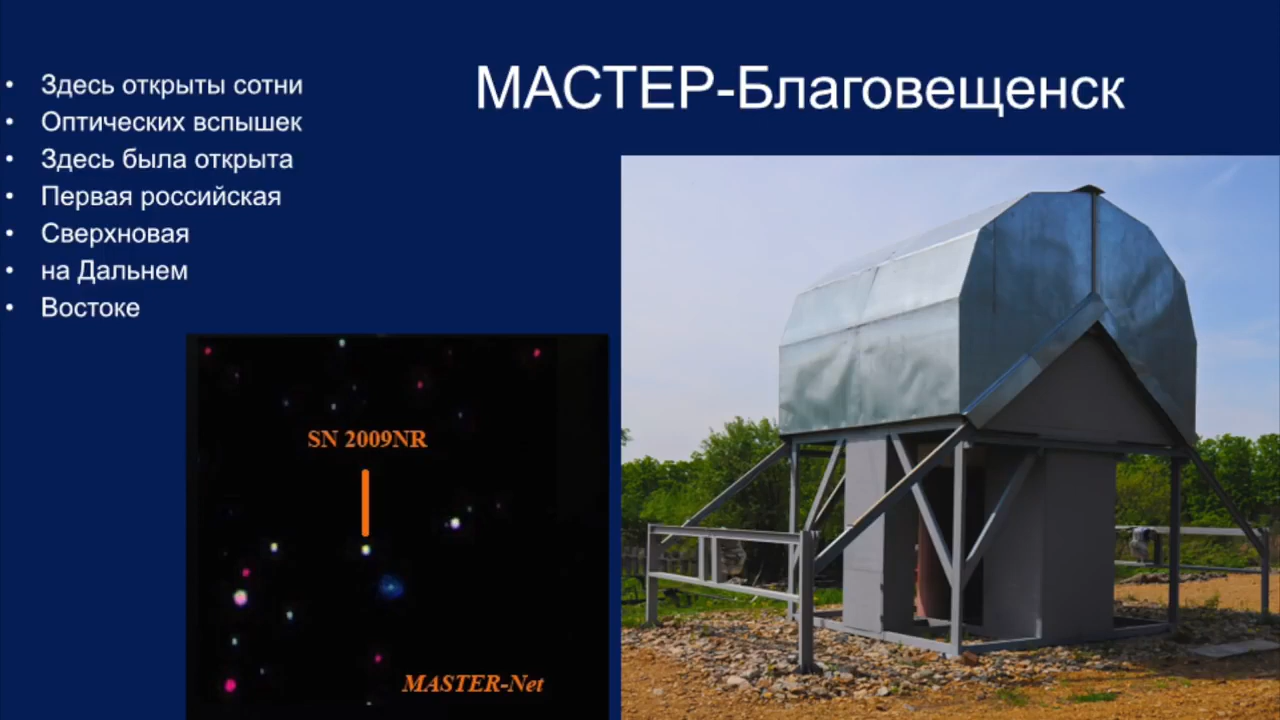 МАСТЕР-Благовещенск
• Здесь открыты сотни
• Оптических вспышек
• Здесь была открыта
• Первая российская
• Сверхновая
• на Дальнем
• Востоке
SN 2009NR
MASTER-Net